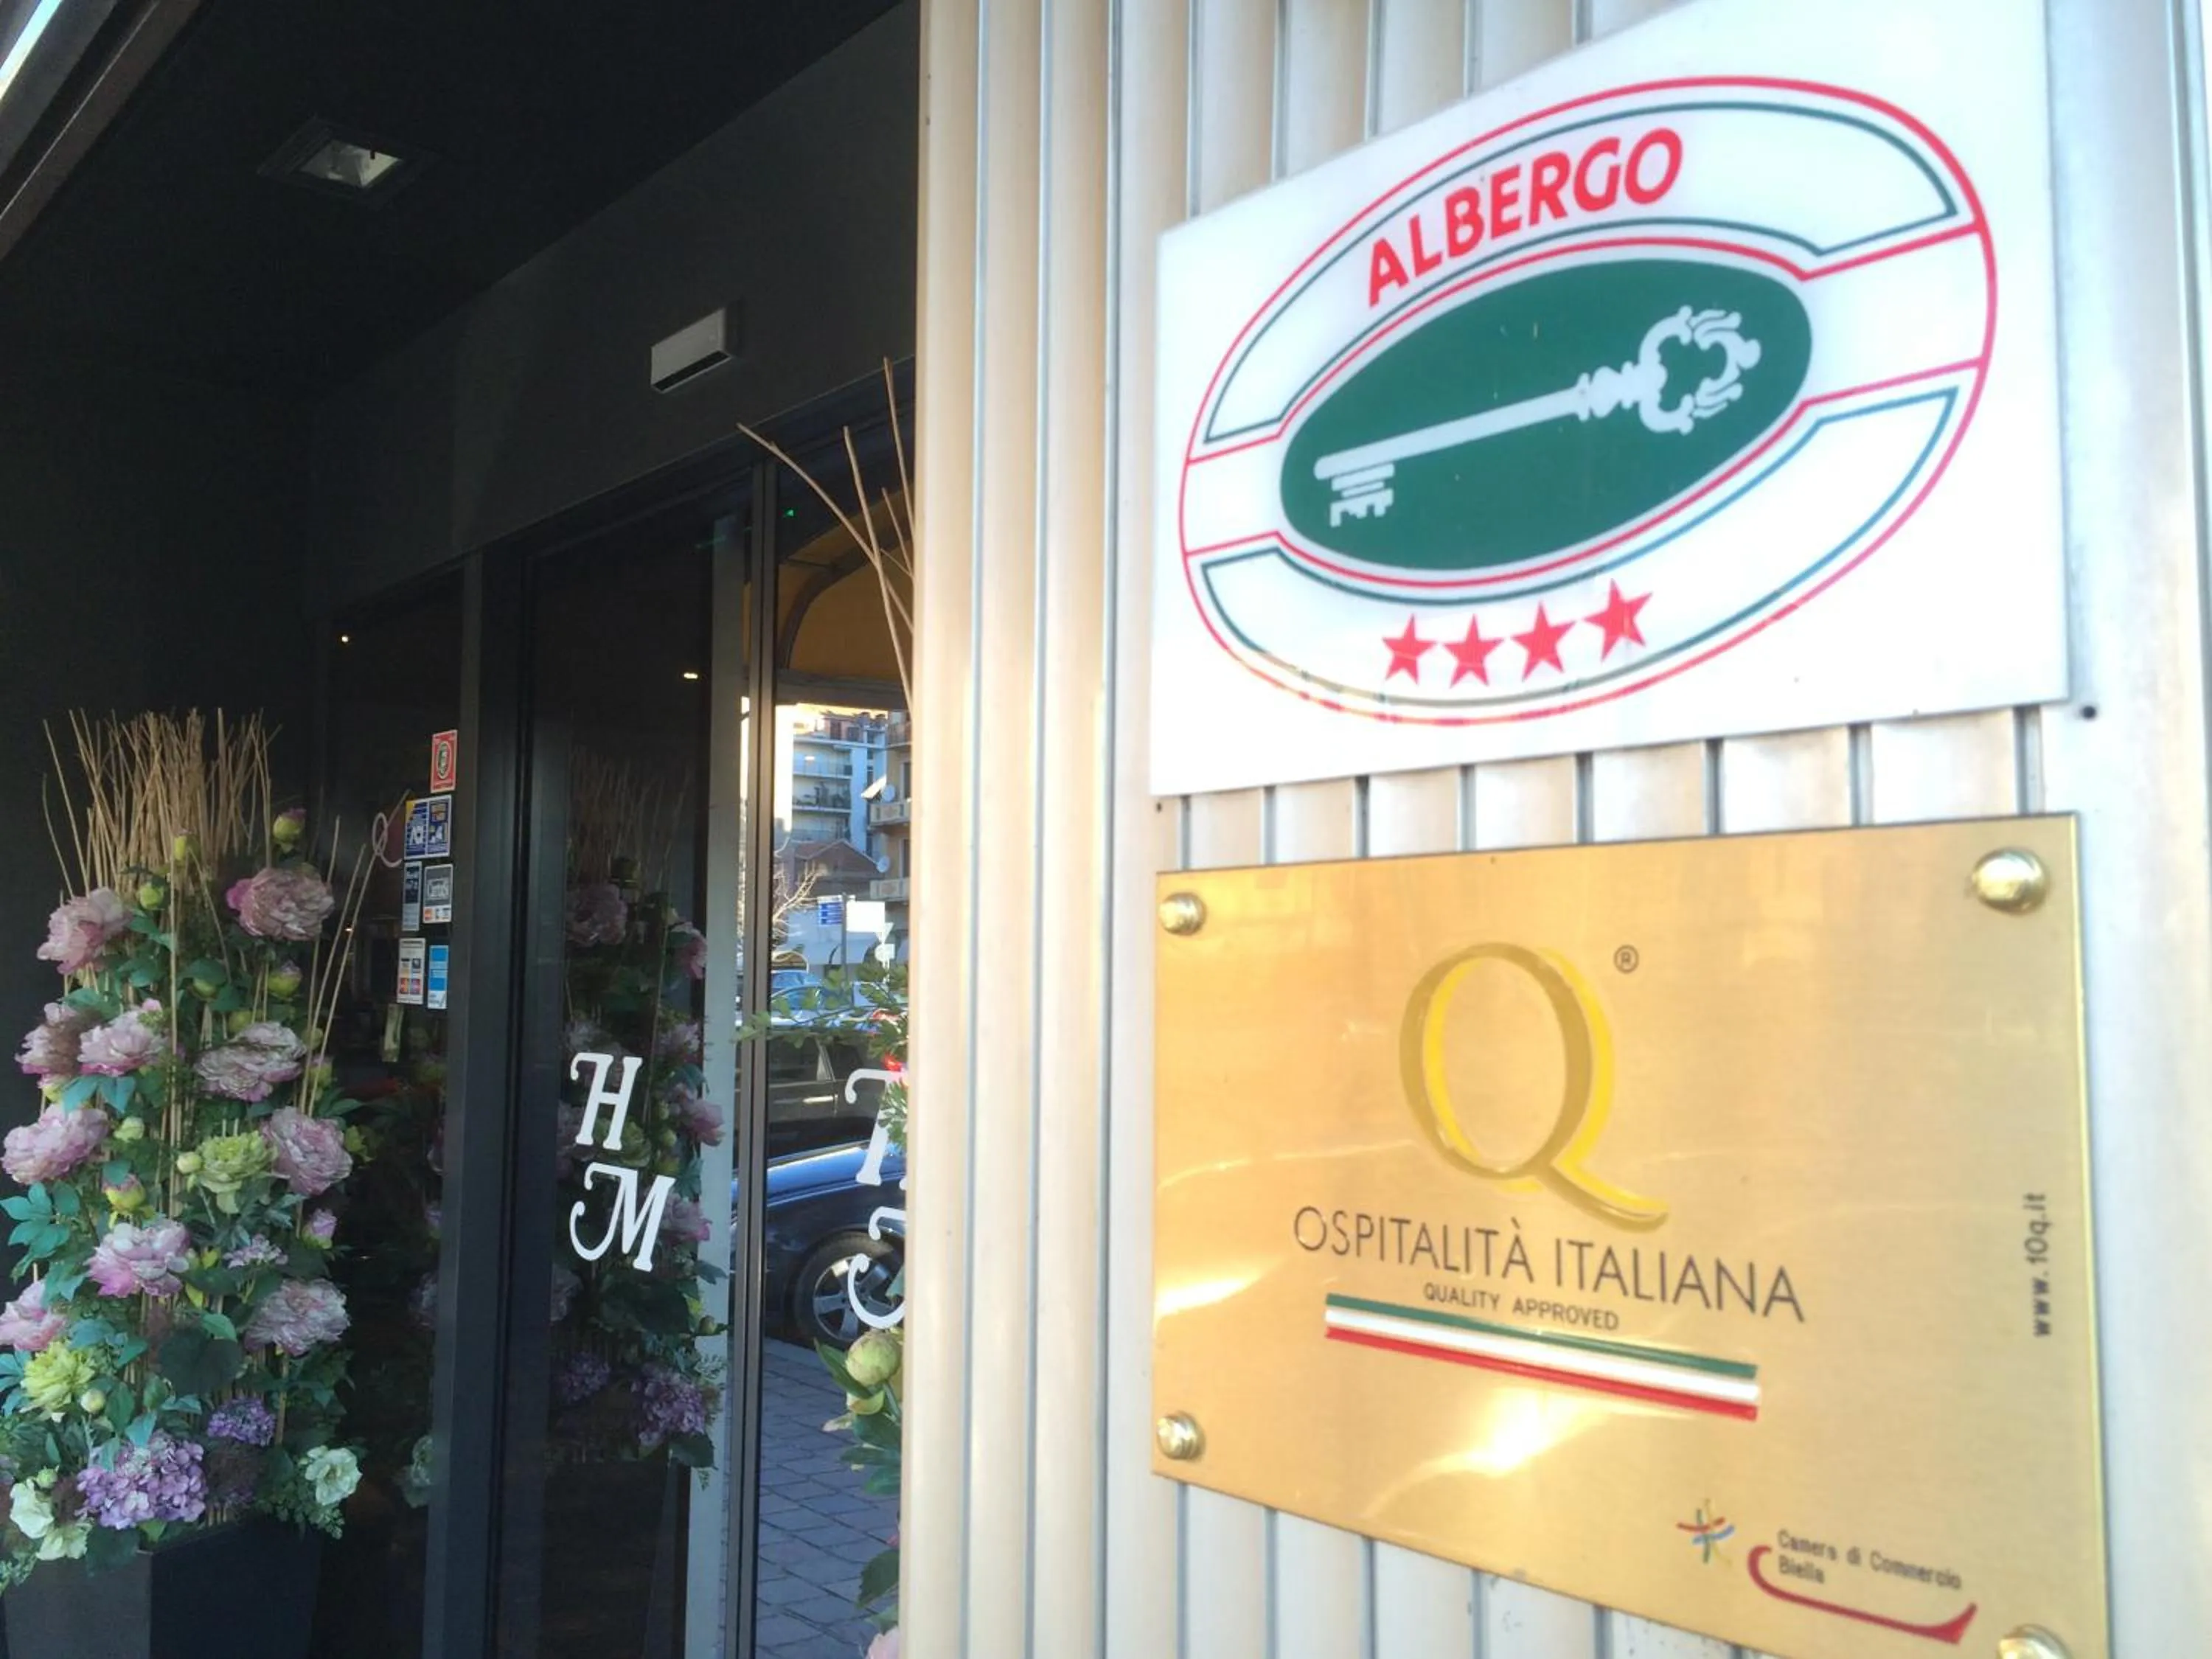 ALBERGO
H
M
Q ®
OSPITALITÀ ITALIANA
QUALITY APPROVED
www.10q.it
Camera di Commercio
Biella